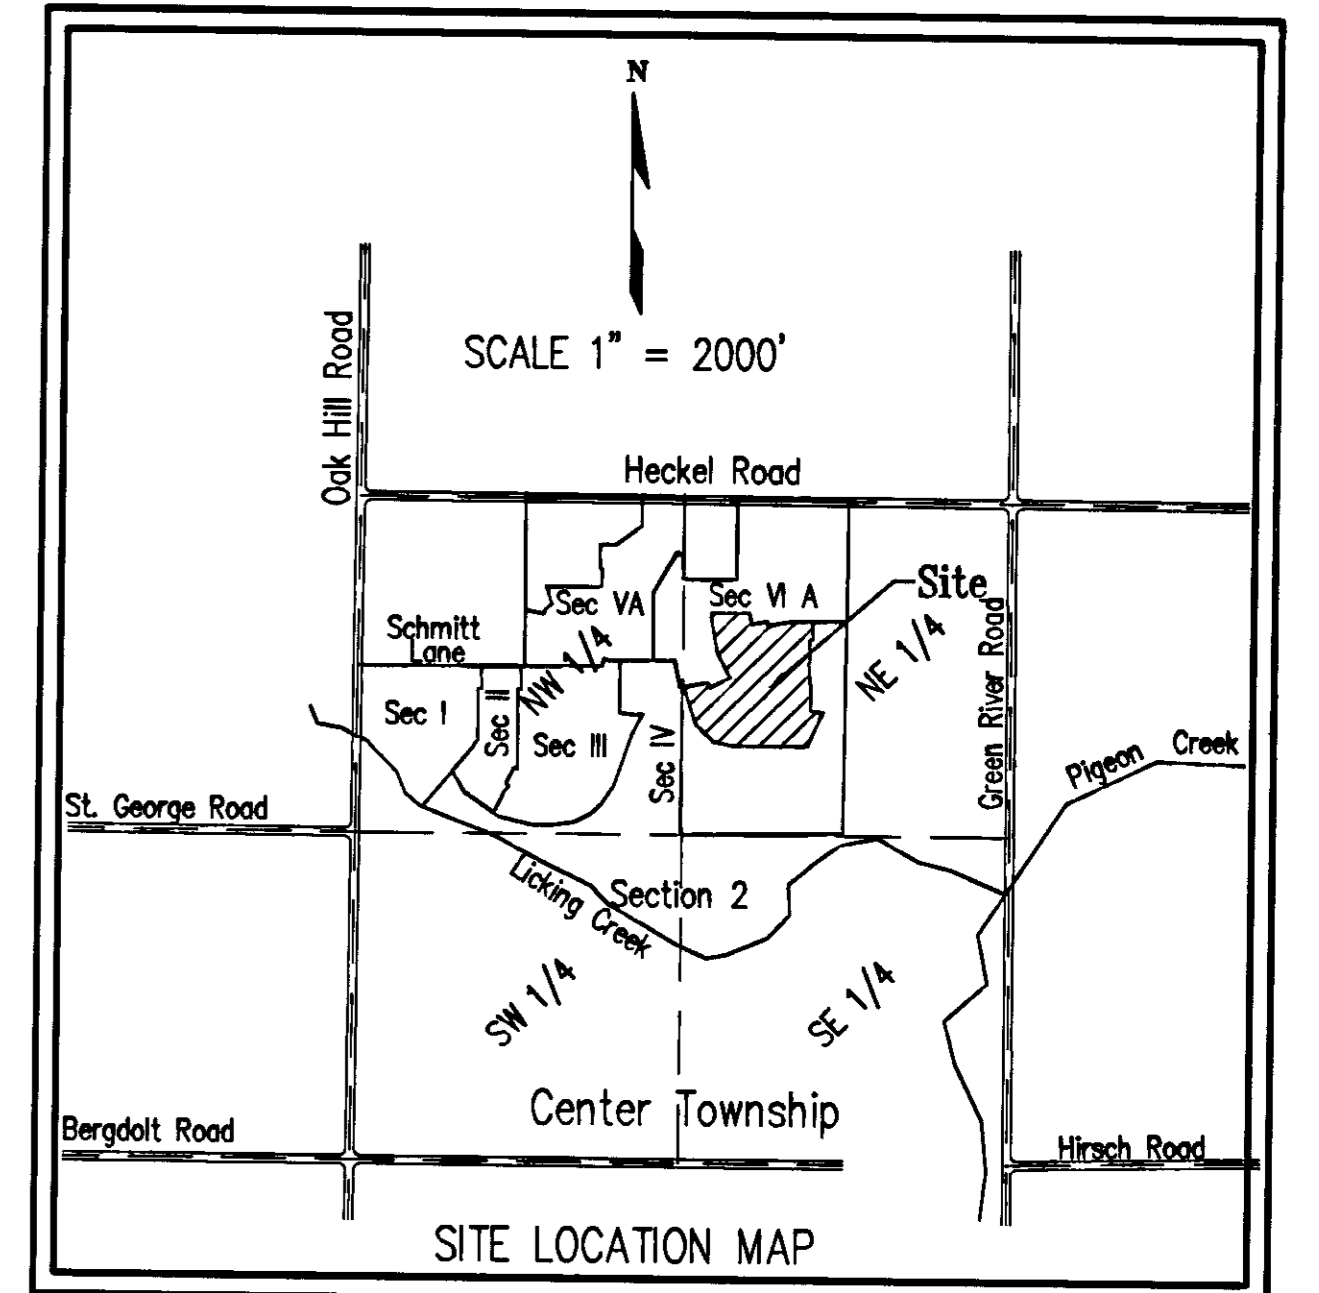 N
SCALE 1" = 2000'
Oak Hill Road
Heckel Road
Site
Sec VA
Sec VI A
Schmitt
Lane
NW 1/4
NE 1/4
Green River Road
Sec I
Sec II
Sec III
Sec IV
Pigeon Creek
St. George Road
Licking Creek
Section 2
SW 1/4
SE 1/4
Center Township
Bergdolt Road
Hirsch Road
SITE LOCATION MAP